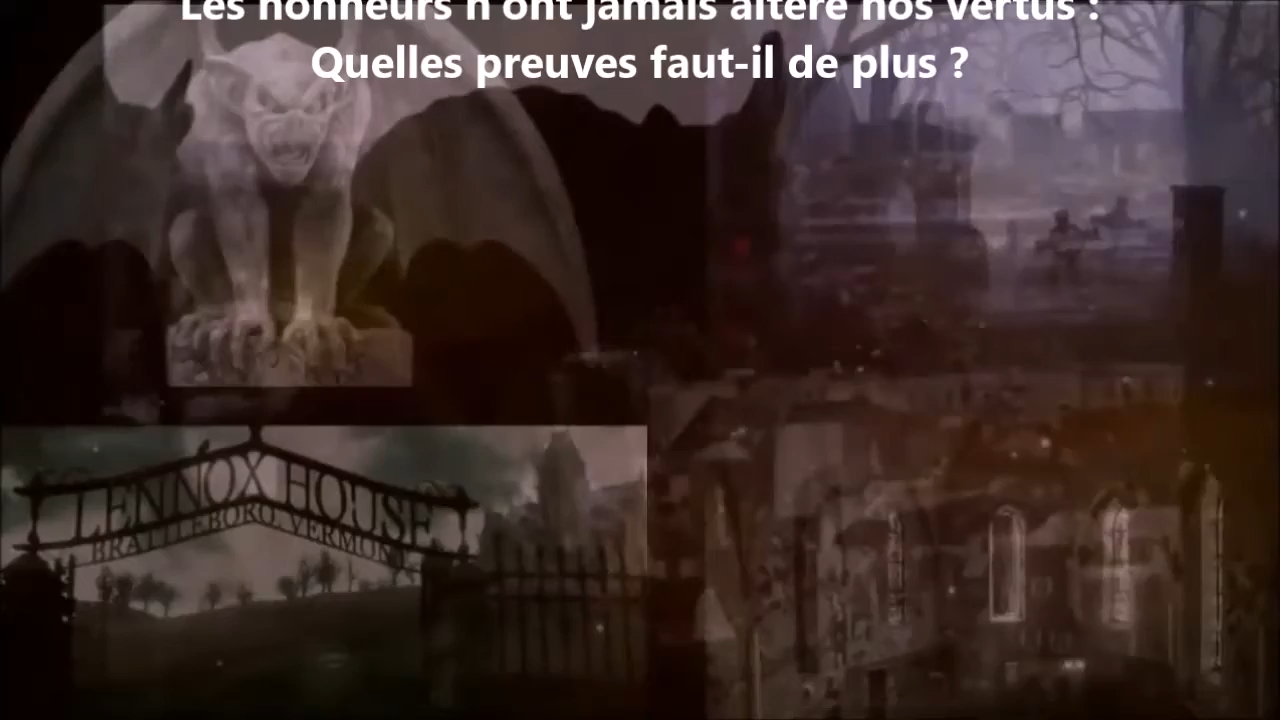 Les honneurs n'ont jamais altéré nos vertus :
Quelles preuves faut-il de plus ?
LENNOX HOUSE
BRATTLEBORO, VERMONT